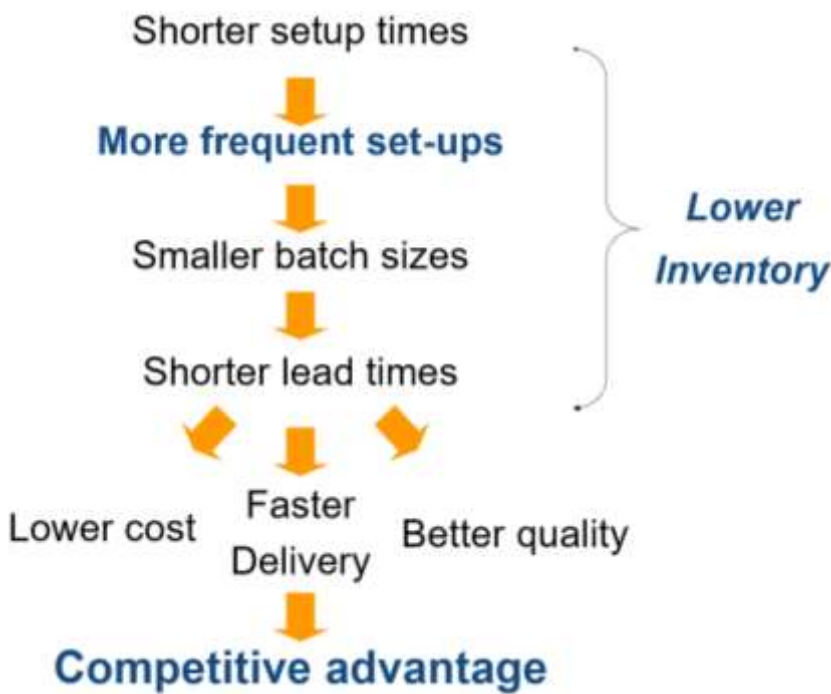 Shorter setup times
More frequent set-ups
Smaller batch sizes
Shorter lead times
Lower
Inventory
Lower cost
Faster
Delivery
Better quality
Competitive advantage